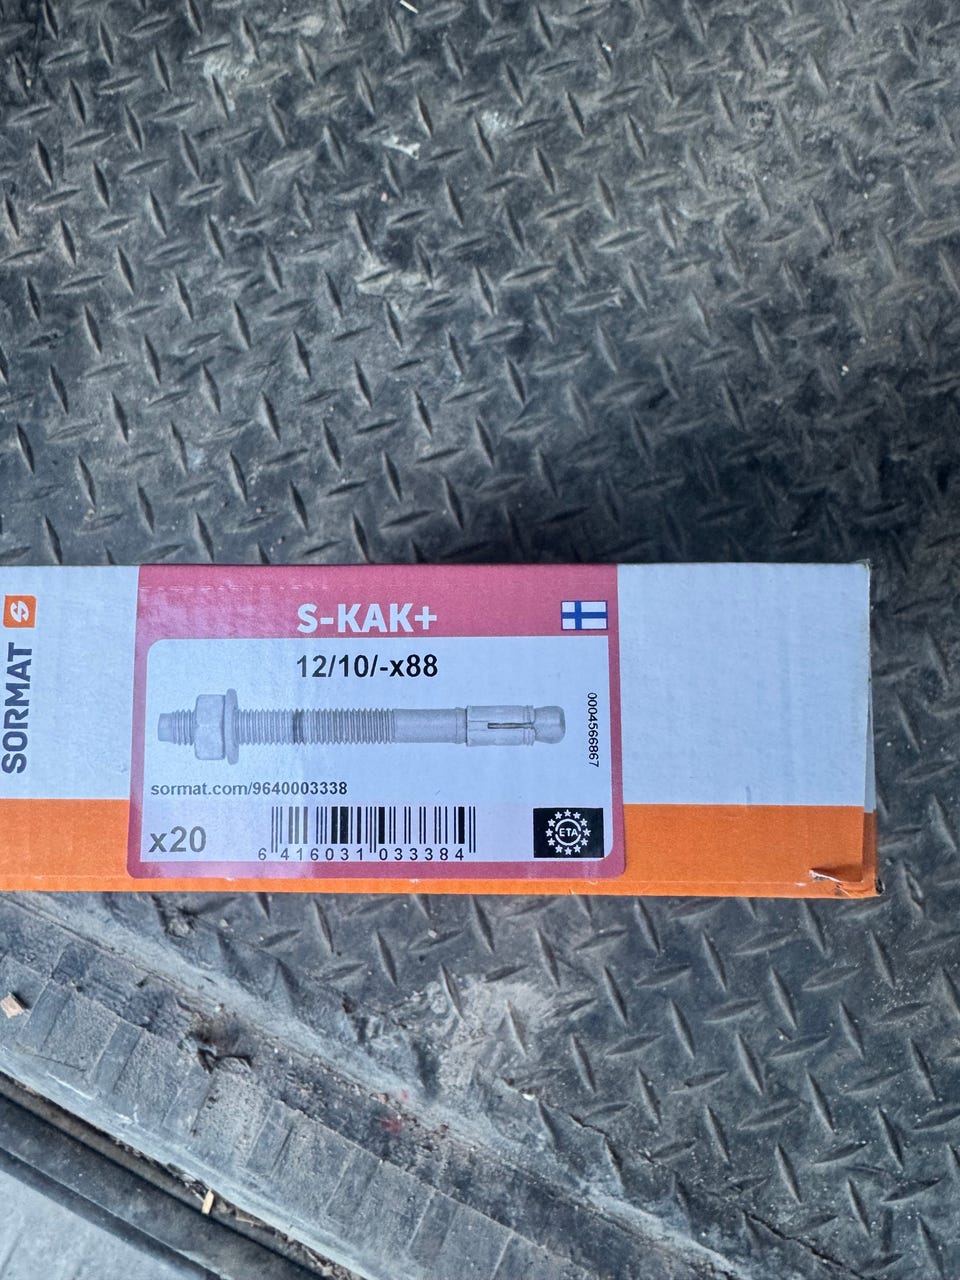 SORMAT
S-KAK+
12/10/-x88
0004566867
sormat.com/9640003338
x20
6 416031 033384
ETA